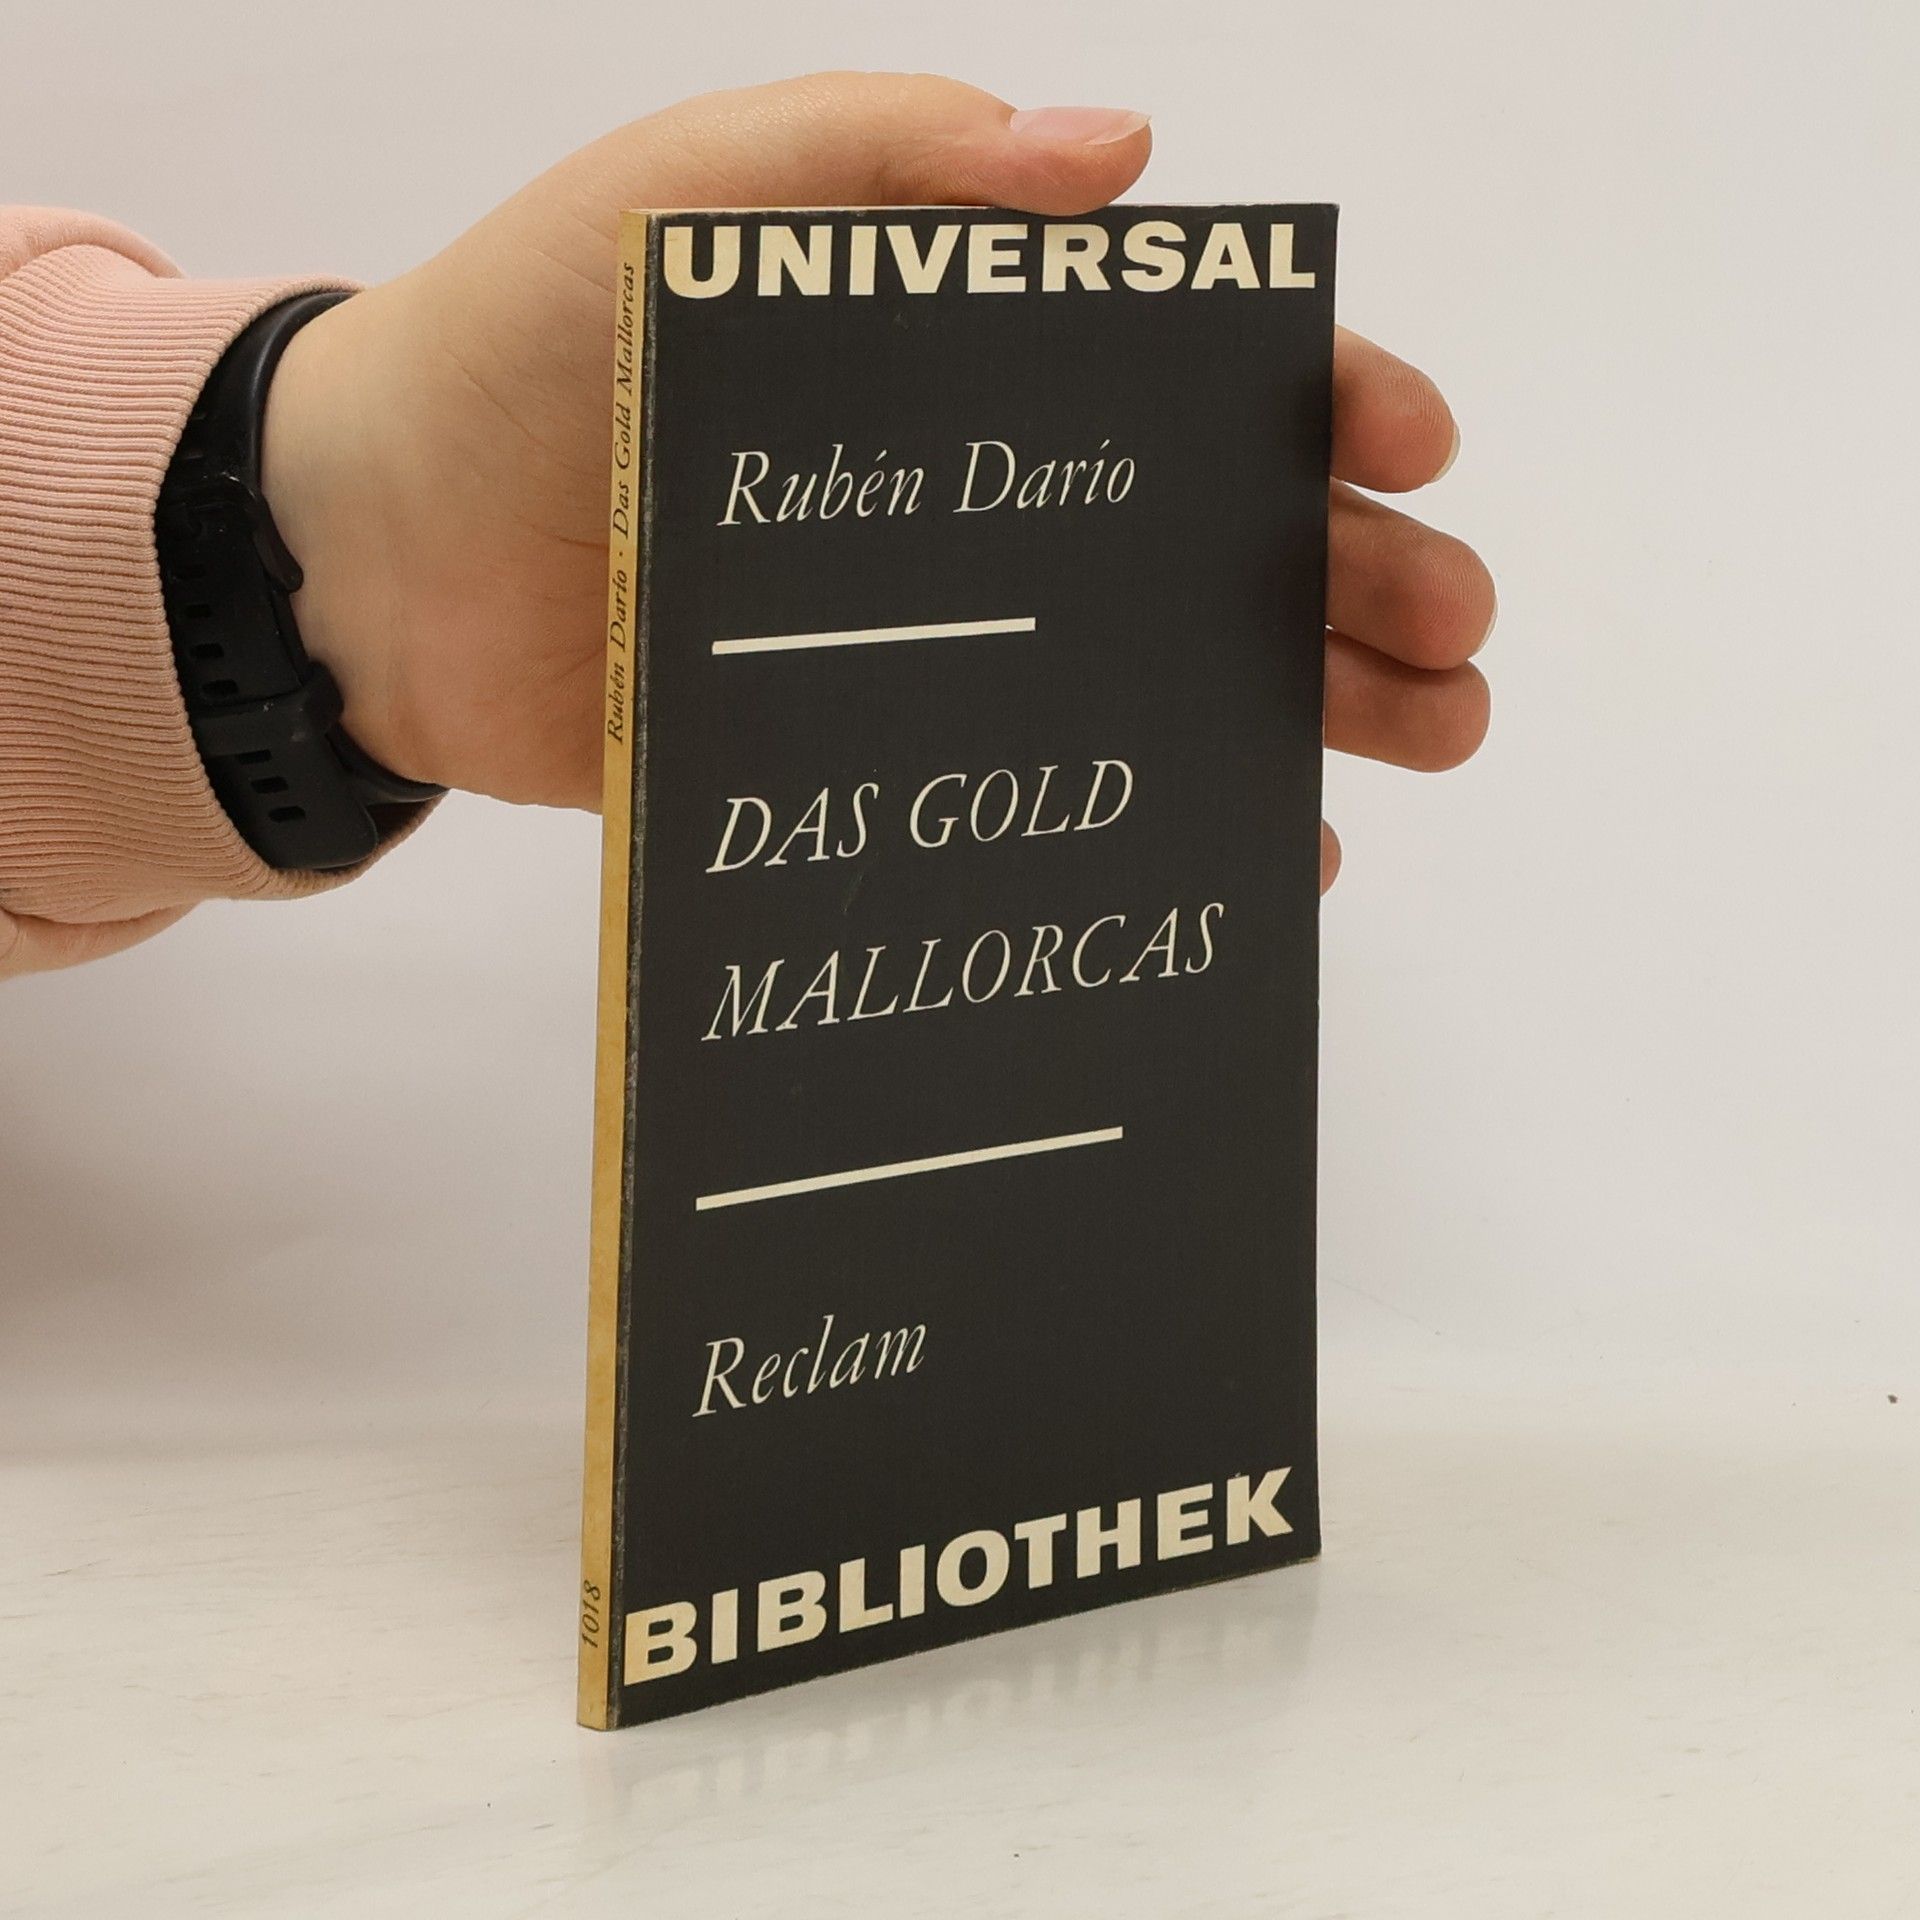 UNIVERSAL
Rubén Darío
DAS GOLD
MALLORCAS
Reclam
BIBLIOTHEK
Rubén Darío · Das Gold Mallorcas
1018